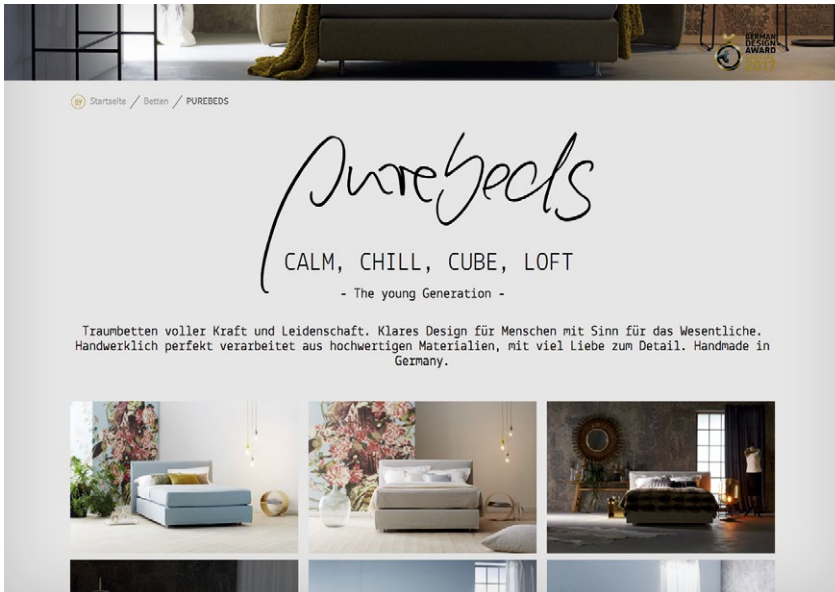 GERMAN
DESIGN
AWARD
SPECIAL
2017
Startseite / Betten / PUREBEDS
purebeds
CALM, CHILL, CUBE, LOFT
- The young Generation -
Traumbetten voller Kraft und Leidenschaft. Klares Design für Menschen mit Sinn für das Wesentliche.
Handwerklich perfekt verarbeitet aus hochwertigen Materialien, mit viel Liebe zum Detail. Handmade in
Germany.